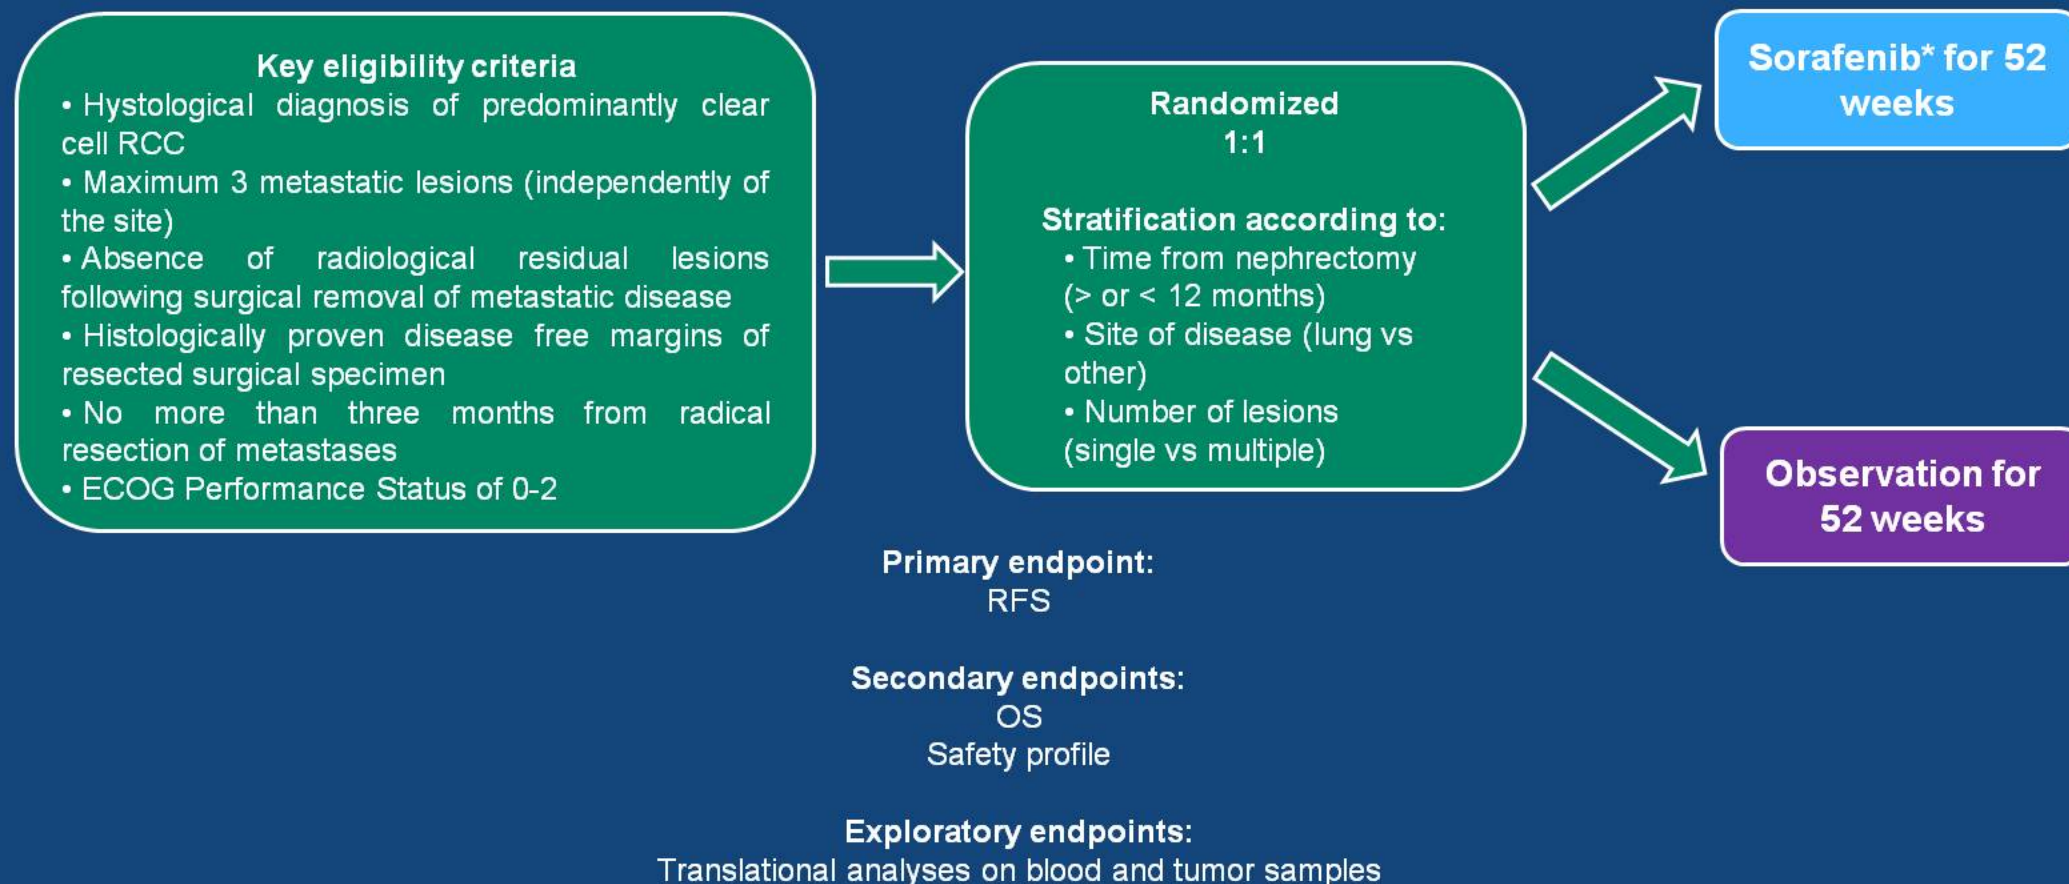 Key eligibility criteria
• Hystological diagnosis of predominantly clear
cell RCC
• Maximum 3 metastatic lesions (independently of
the site)
• Absence of radiological residual lesions
following surgical removal of metastatic disease
• Histologically proven disease free margins of
resected surgical specimen
• No more than three months from radical
resection of metastases
• ECOG Performance Status of 0-2
Randomized
1:1
Stratification according to:
• Time from nephrectomy
(> or < 12 months)
• Site of disease (lung vs
other)
• Number of lesions
(single vs multiple)
Sorafenib* for 52
weeks
Observation for
52 weeks
Primary endpoint:
RFS
Secondary endpoints:
OS
Safety profile
Exploratory endpoints:
Translational analyses on blood and tumor samples